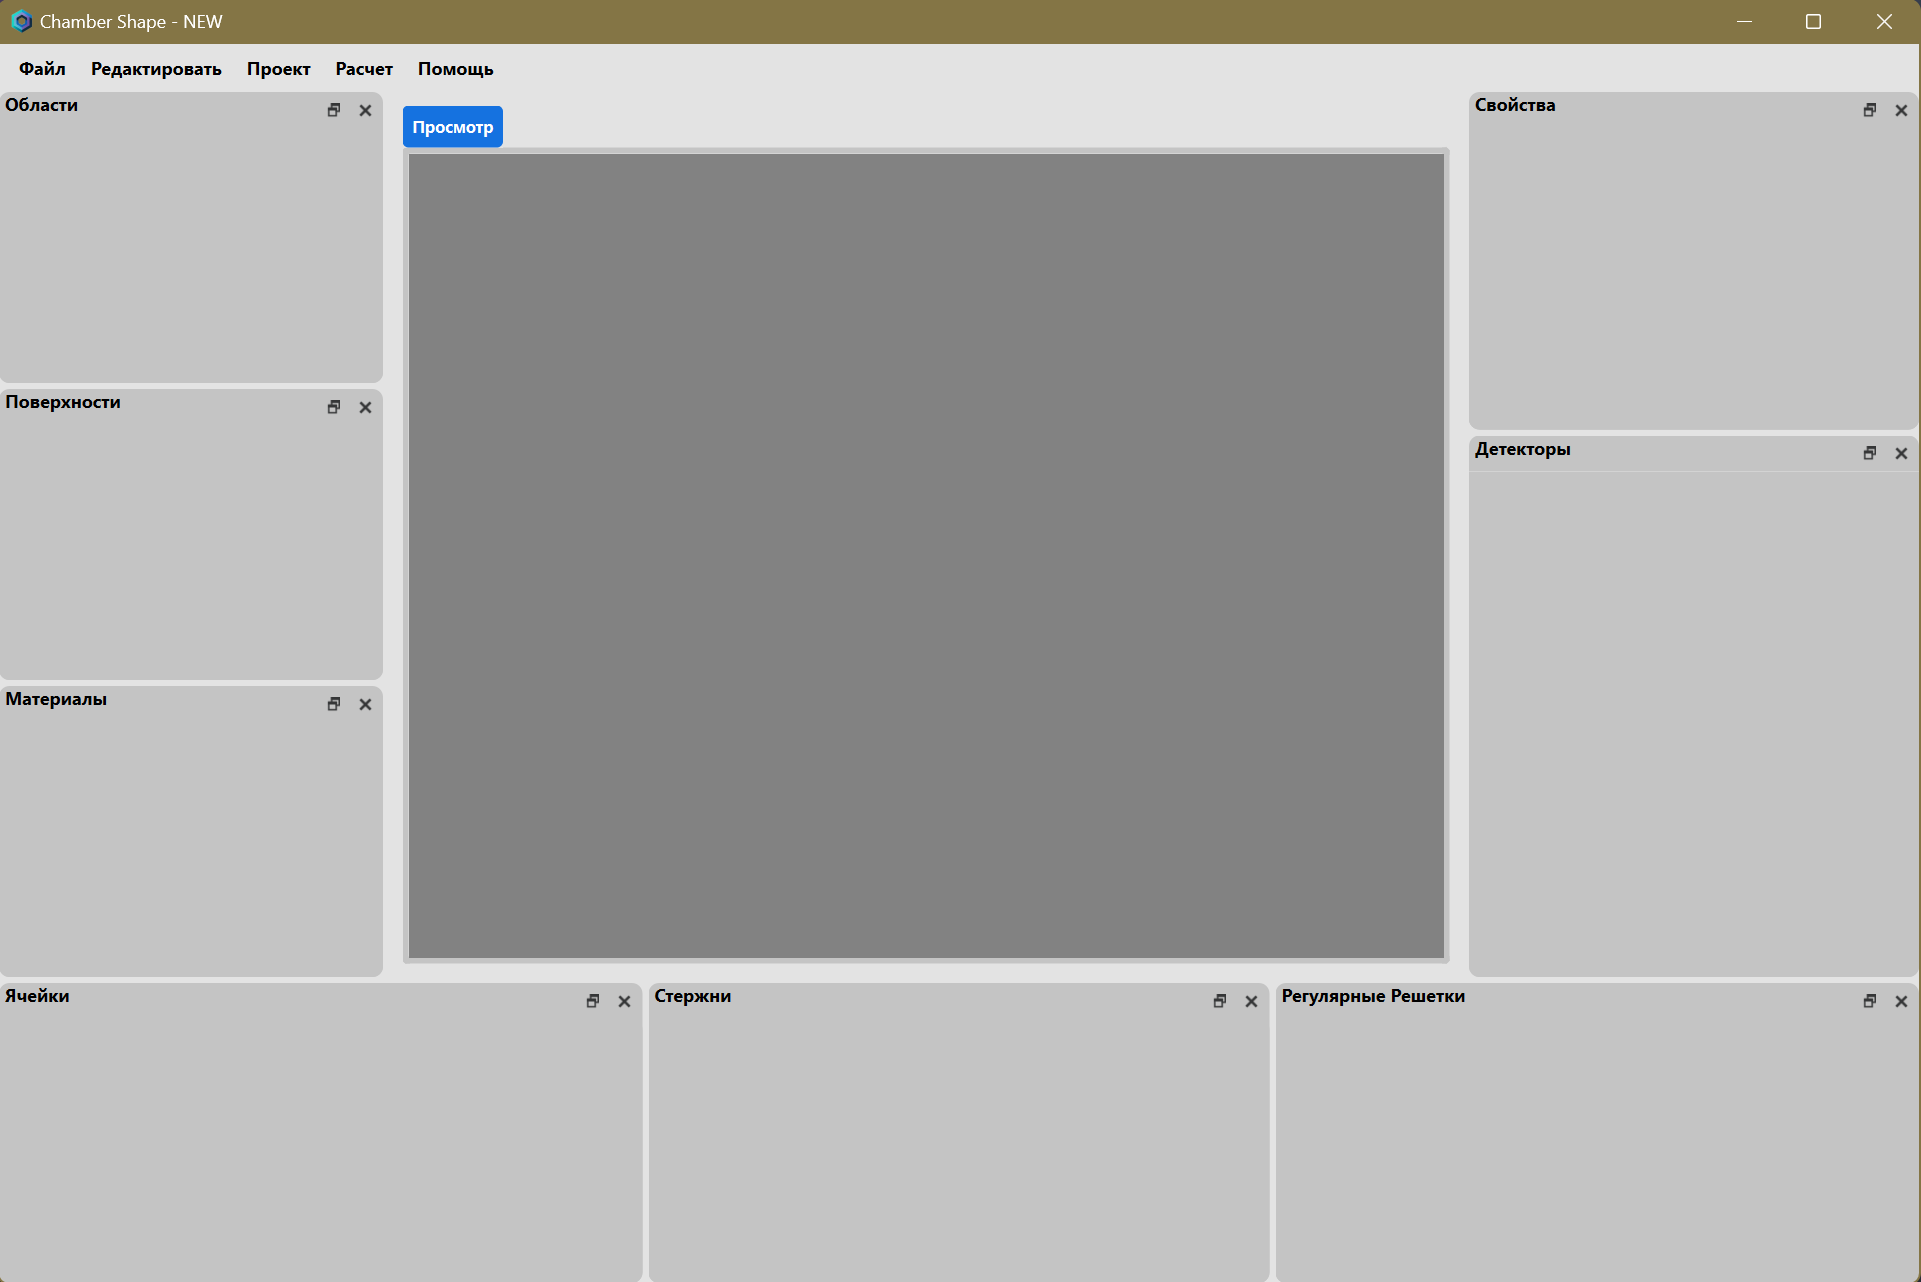 Chamber Shape - NEW
Файл Редактировать Проект Расчет Помощь
Области
Просмотр
Свойства
Поверхности
Детекторы
Материалы
Ячейки
Стержни
Регулярные Решетки